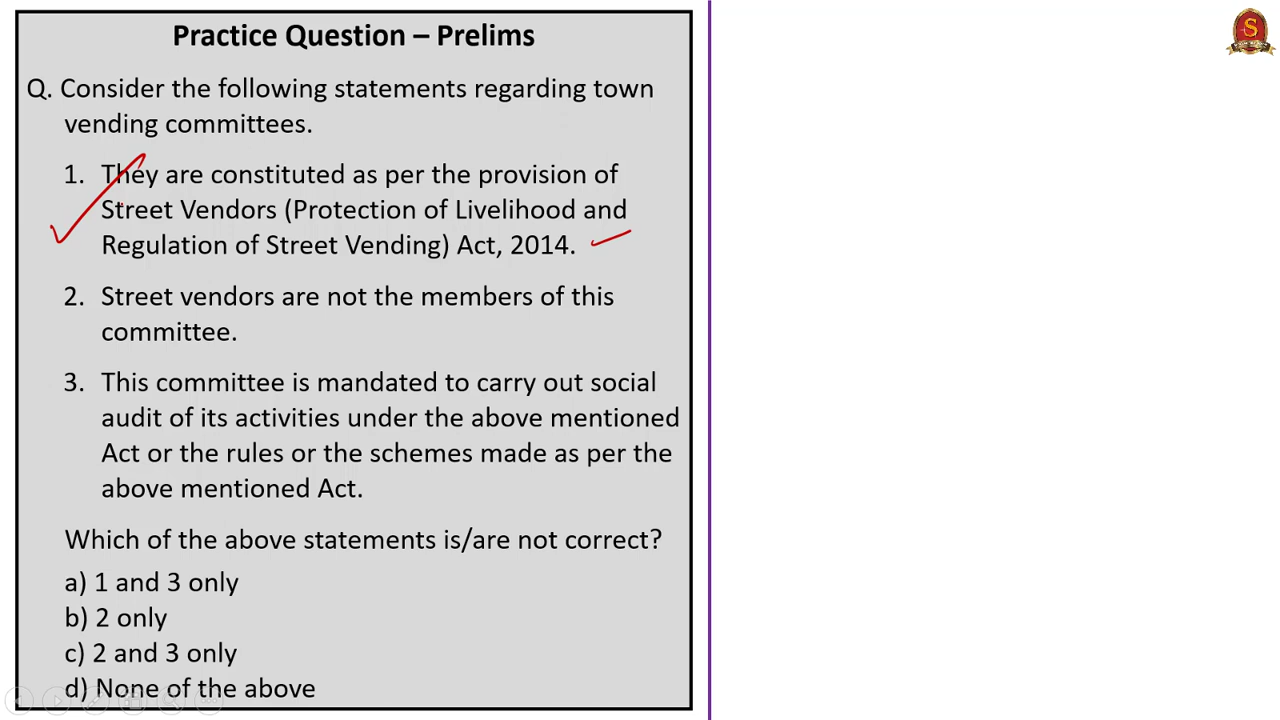 Practice Question – Prelims
Q. Consider the following statements regarding town
vending committees.
1. They are constituted as per the provision of
Street Vendors (Protection of Livelihood and
Regulation of Street Vending) Act, 2014.
2. Street vendors are not the members of this
committee.
3. This committee is mandated to carry out social
audit of its activities under the above mentioned
Act or the rules or the schemes made as per the
above mentioned Act.
Which of the above statements is/are not correct?
a) 1 and 3 only
b) 2 only
c) 2 and 3 only
d) None of the above
S